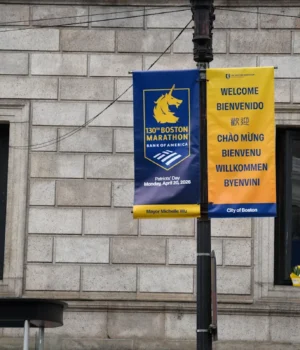 130TH BOSTON
MARATHON
BANK OF AMERICA
Patriots' Day
Monday, April 20, 2026
Mayor Michelle Wu
WELCOME
BIENVENIDO
歡迎
CHÀO MỪNG
BIENVENU
WILLKOMMEN
BYENVINI
City of Boston